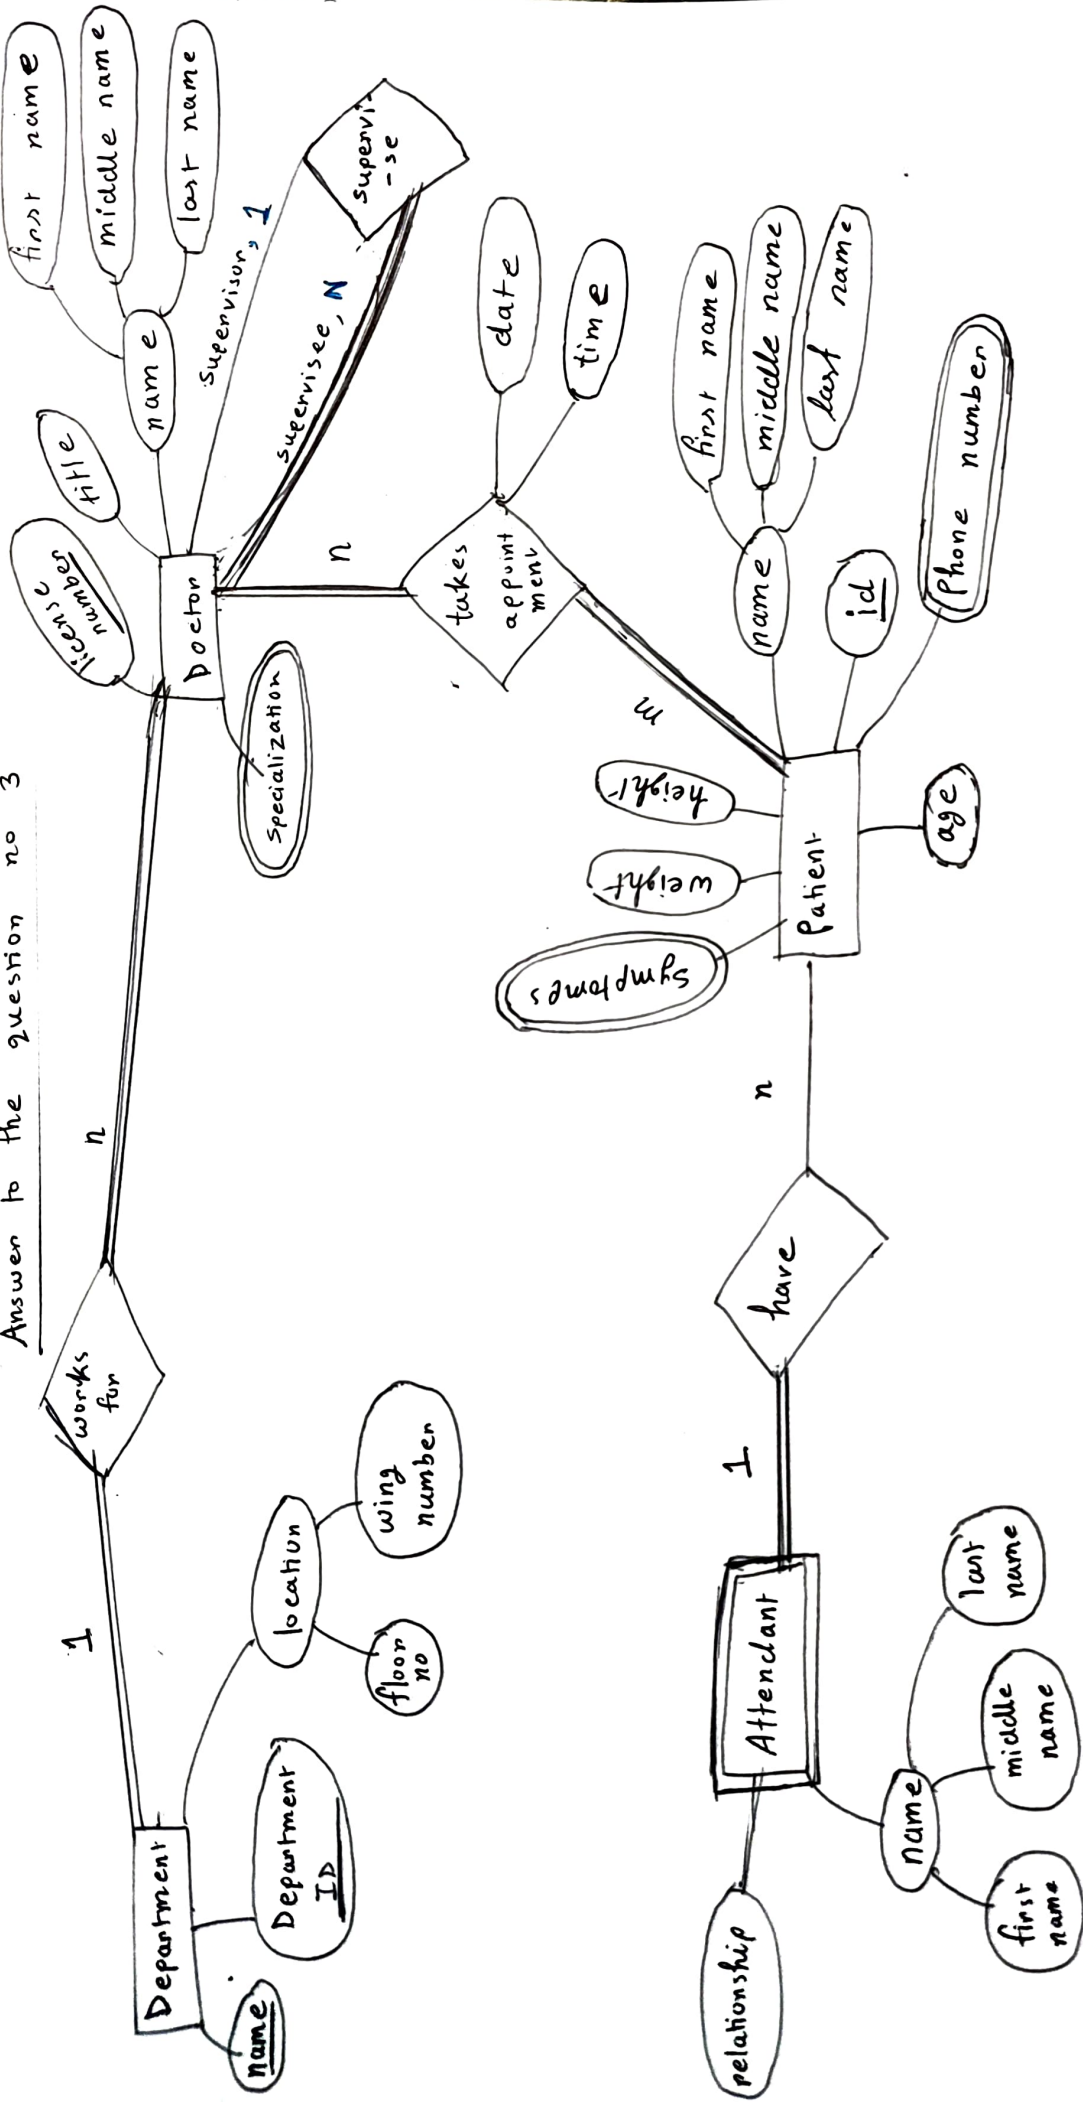 Answer to the question no 3
first name
middle name
last name
name
title
license
number
Doctor
specialization
supervisor, 1
supervisee, N
supervi
-se
n
works
for
1
Department
name
Department
ID
location
floor
no
wing
number
n
takes
appoint
ment
date
time
m
Patient
symptomes
weight
height
name
first name
middle name
last name
id
Phone number
age
n
have
1
Attendant
relationship
name
first
name
middle
name
last
name